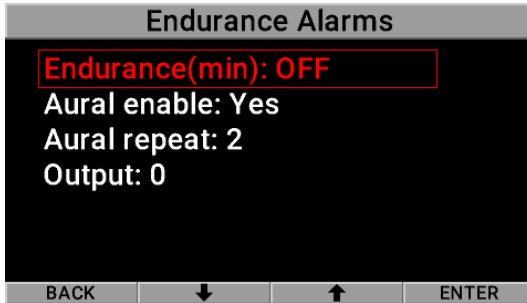 Endurance Alarms
Endurance(min): OFF
Aural enable: Yes
Aural repeat: 2
Output: 0
BACK ENTER